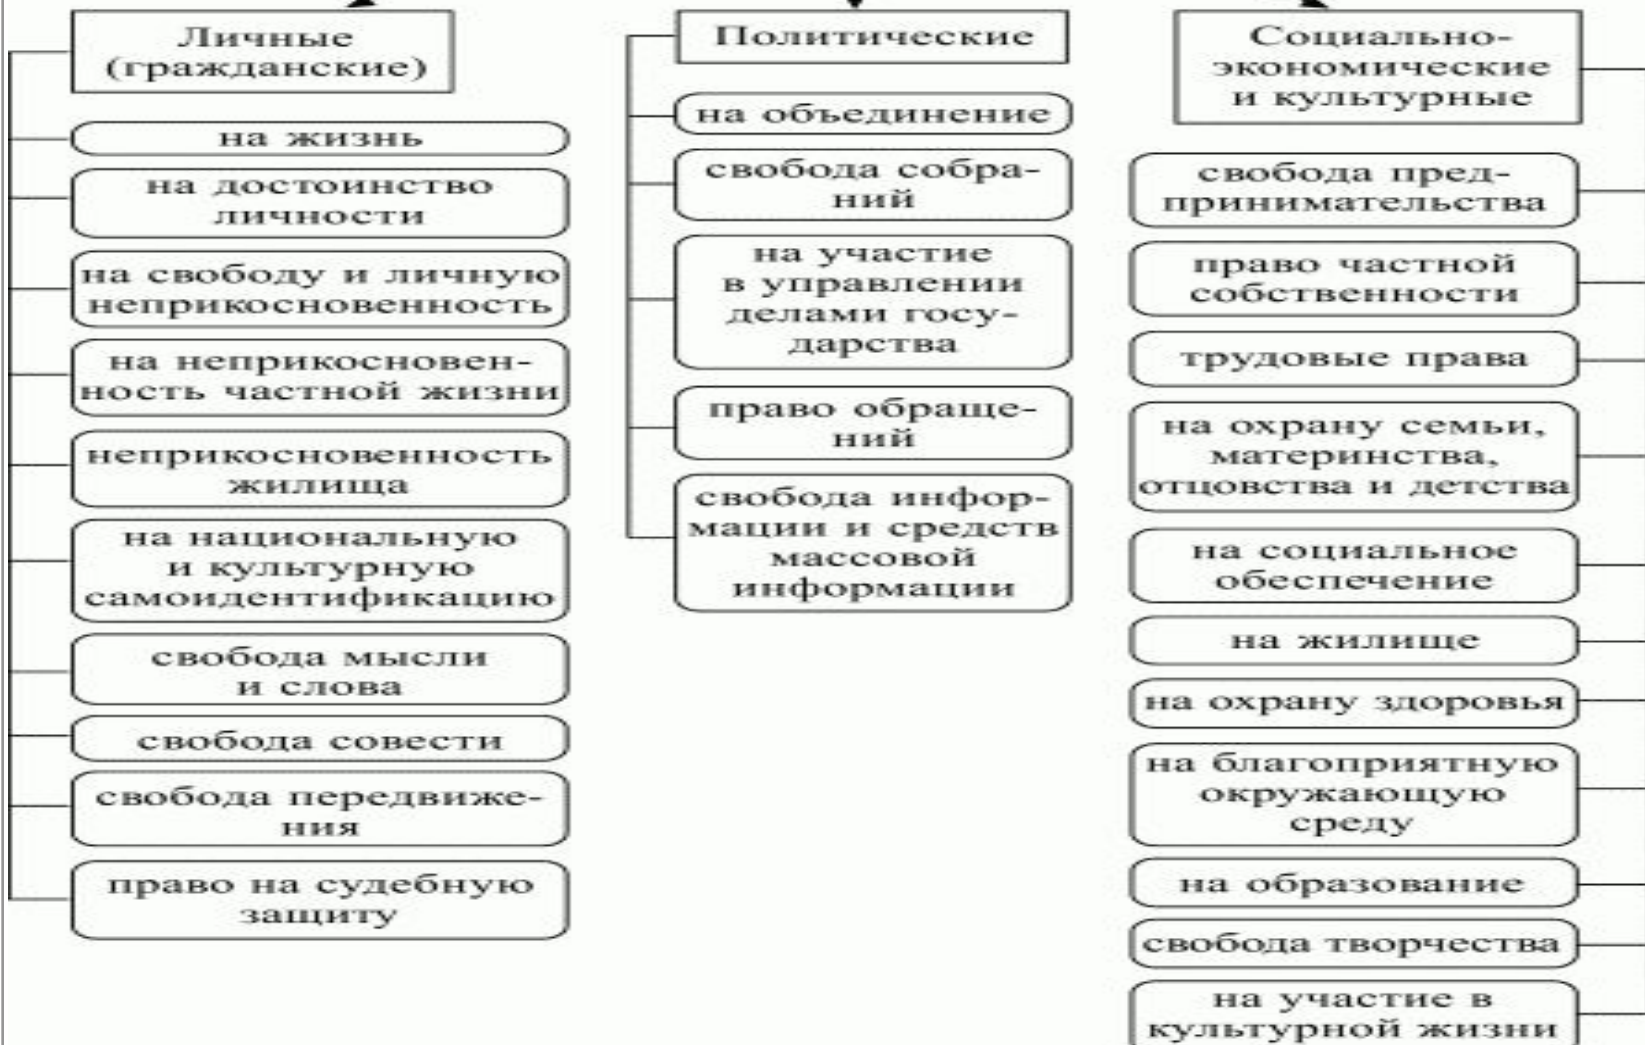 Личные
(гражданские)
на жизнь
на достоинство
личности
на свободу и личную
неприкосновенность
на неприкосновен-
ность частной жизни
неприкосновенность
жилища
на национальную
и культурную
самоидентификацию
свобода мысли
и слова
свобода совести
свобода передвиже-
ния
право на судебную
защиту
Политические
на объединение
свобода собра-
ний
на участие
в управлении
делами госу-
дарства
право обраще-
ний
свобода инфор-
мации и средств
массовой
информации
Социально-
экономические
и культурные
свобода пред-
принимательства
право частной
собственности
трудовые права
на охрану семьи,
материнства,
отцовства и детства
на социальное
обеспечение
на жилище
на охрану здоровья
на благоприятную
окружающую
среду
на образование
свобода творчества
на участие в
культурной жизни